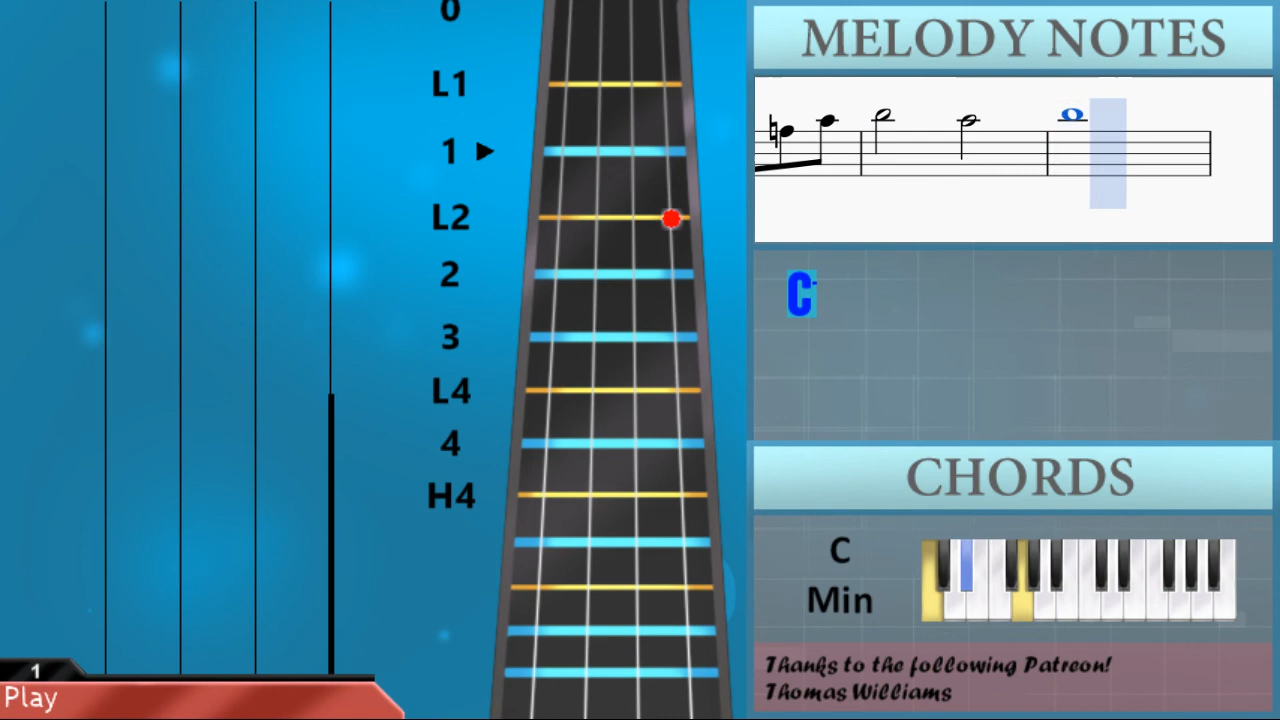 0
L1
1
L2
2
3
L4
4
H4
1
Play
MELODY NOTES
C-
CHORDS
C
Min
Thanks to the following Patreon!
Thomas Williams